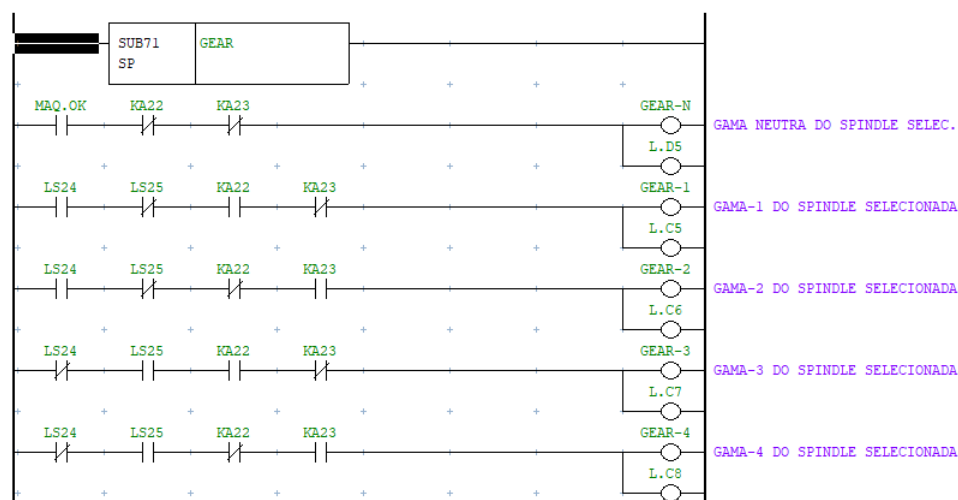 SUB71 GEAR
SP
MAQ.OK KA22 KA23 GEAR-N
GAMA NEUTRA DO SPINDLE SELEC.
L.D5
LS24 LS25 KA22 KA23 GEAR-1
GAMA-1 DO SPINDLE SELECIONADA
L.C5
LS24 LS25 KA22 KA23 GEAR-2
GAMA-2 DO SPINDLE SELECIONADA
L.C6
LS24 LS25 KA22 KA23 GEAR-3
GAMA-3 DO SPINDLE SELECIONADA
L.C7
LS24 LS25 KA22 KA23 GEAR-4
GAMA-4 DO SPINDLE SELECIONADA
L.C8